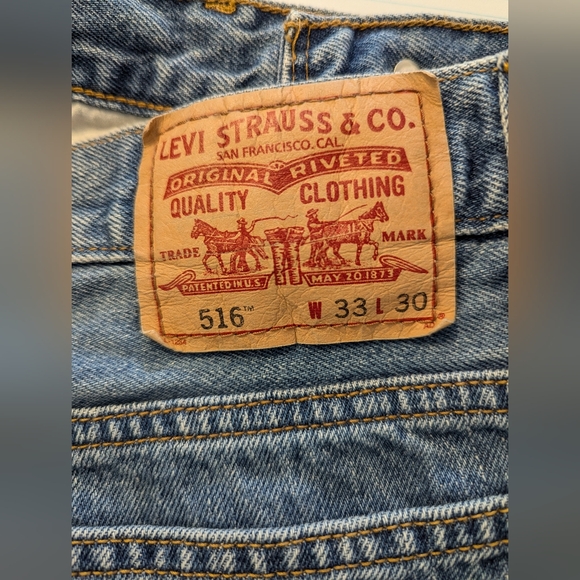 LEVI STRAUSS & CO.
SAN FRANCISCO, CAL.
ORIGINAL RIVETED
QUALITY CLOTHING
TRADE MARK
PATENTED IN U.S. MAY 20 1873
516™ W 33 L 30